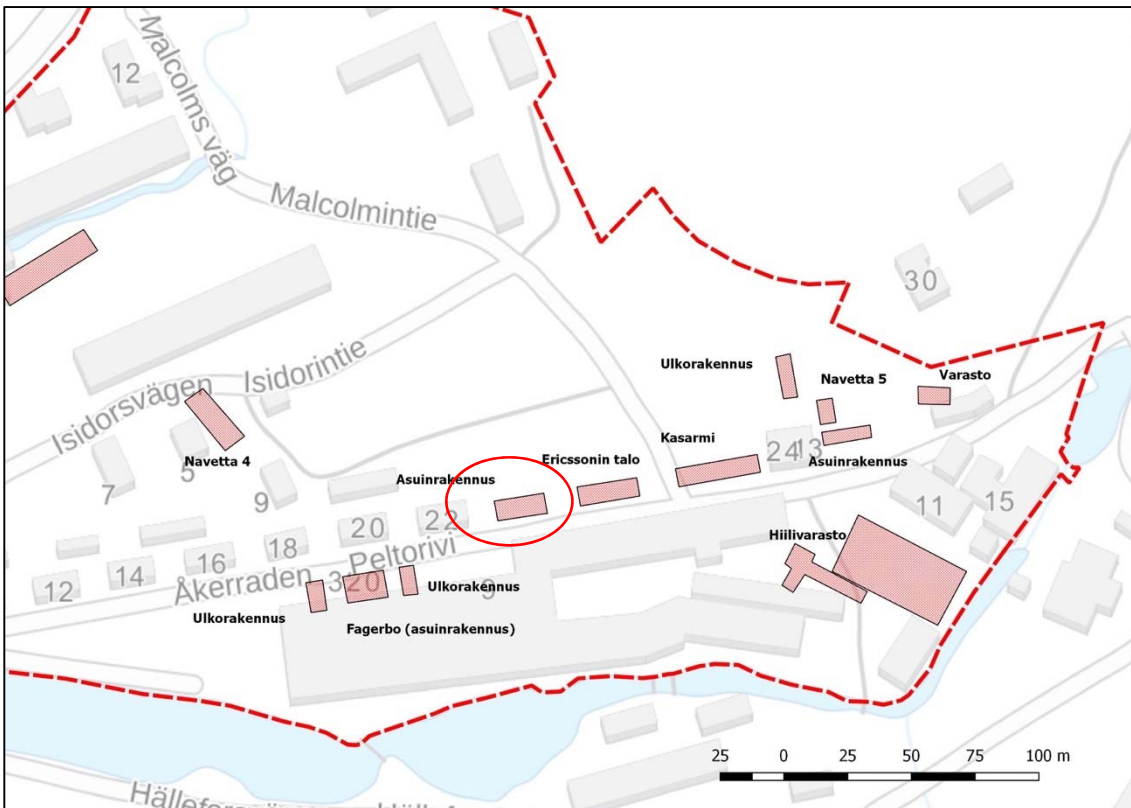 12
Malcolms väg
Malcolmintie
30
Ulkorakennus
Navetta 5
Varasto
Isidorsvägen
Isidorintie
Kasarmi
24
13
Asuinrakennus
Navetta 4
5
7
9
Ericssonin talo
Asuinrakennus
22
20
18
16
14
12
Peltorivi
Åkerraden
11
15
Hiilivarasto
320
9
Ulkorakennus
Ulkorakennus
Fagerbo (asuinrakennus)
25 0 25 50 75 100 m